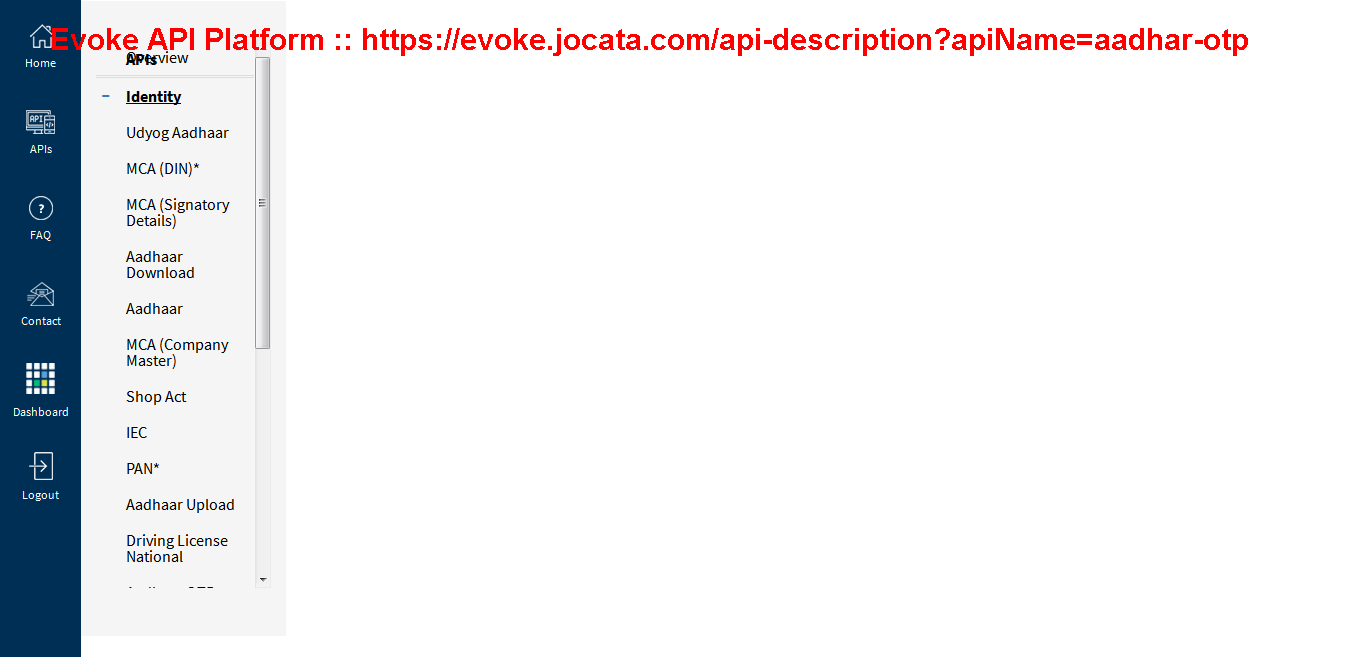 Evoke API Platform :: https://evoke.jocata.com/api-description?apiName=aadhar-otp
Home
APIs
FAQ
Contact
Dashboard
Logout
APIs
Overview
Identity
Udyog Aadhaar
MCA (DIN)*
MCA (Signatory
Details)
Aadhaar
Download
Aadhaar
MCA (Company
Master)
Shop Act
IEC
PAN*
Aadhaar Upload
Driving License
National